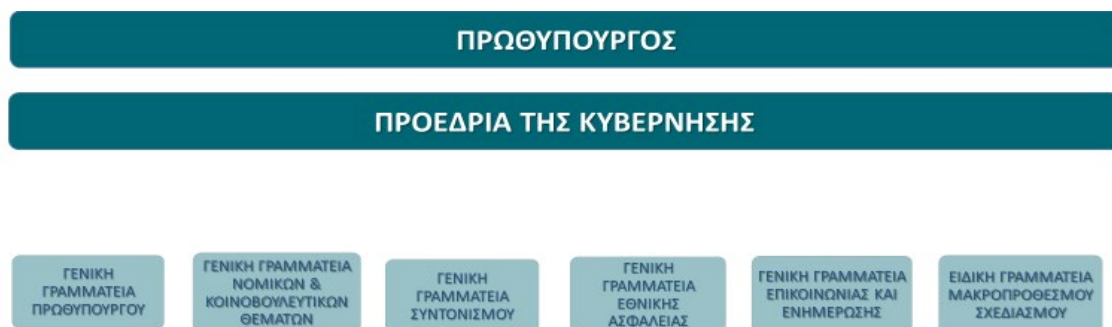 ΠΡΩΘΥΠΟΥΡΓΟΣ
ΠΡΟΕΔΡΙΑ ΤΗΣ ΚΥΒΕΡΝΗΣΗΣ
ΓΕΝΙΚΗ
ΓΡΑΜΜΑΤΕΙΑ
ΠΡΩΘΥΠΟΥΡΓΟΥ
ΓΕΝΙΚΗ ΓΡΑΜΜΑΤΕΙΑ
ΝΟΜΙΚΩΝ &
ΚΟΙΝΟΒΟΥΛΕΥΤΙΚΩΝ
ΘΕΜΑΤΩΝ
ΓΕΝΙΚΗ
ΓΡΑΜΜΑΤΕΙΑ
ΣΥΝΤΟΝΙΣΜΟΥ
ΓΕΝΙΚΗ
ΓΡΑΜΜΑΤΕΙΑ
ΕΘΝΙΚΗΣ
ΑΣΦΑΛΕΙΑΣ
ΓΕΝΙΚΗ ΓΡΑΜΜΑΤΕΙΑ
ΕΠΙΚΟΙΝΩΝΙΑΣ ΚΑΙ
ΕΝΗΜΕΡΩΣΗΣ
ΕΙΔΙΚΗ ΓΡΑΜΜΑΤΕΙΑ
ΜΑΚΡΟΠΡΟΘΕΣΜΟΥ
ΣΧΕΔΙΑΣΜΟΥ